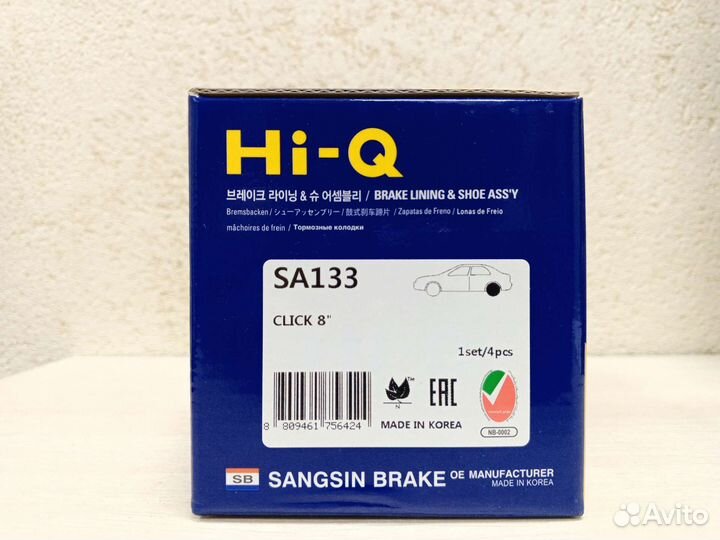 Hi-Q
브레이크 라이닝 & 슈 어셈블리 / BRAKE LINING & SHOE ASS'Y
Bremsbacken / シューアッセンブリー / 鼓式刹车蹄片 / Zapatas de Freno / Lonas de Freio
mâchoires de frein / Тормозные колодки
SA133
CLICK 8"
1set/4pcs
8 809461 756424
TM
N
EAC
MADE IN KOREA
NB-0002
SB SANGSIN BRAKE OE MANUFACTURER
MADE IN KOREA
Avito